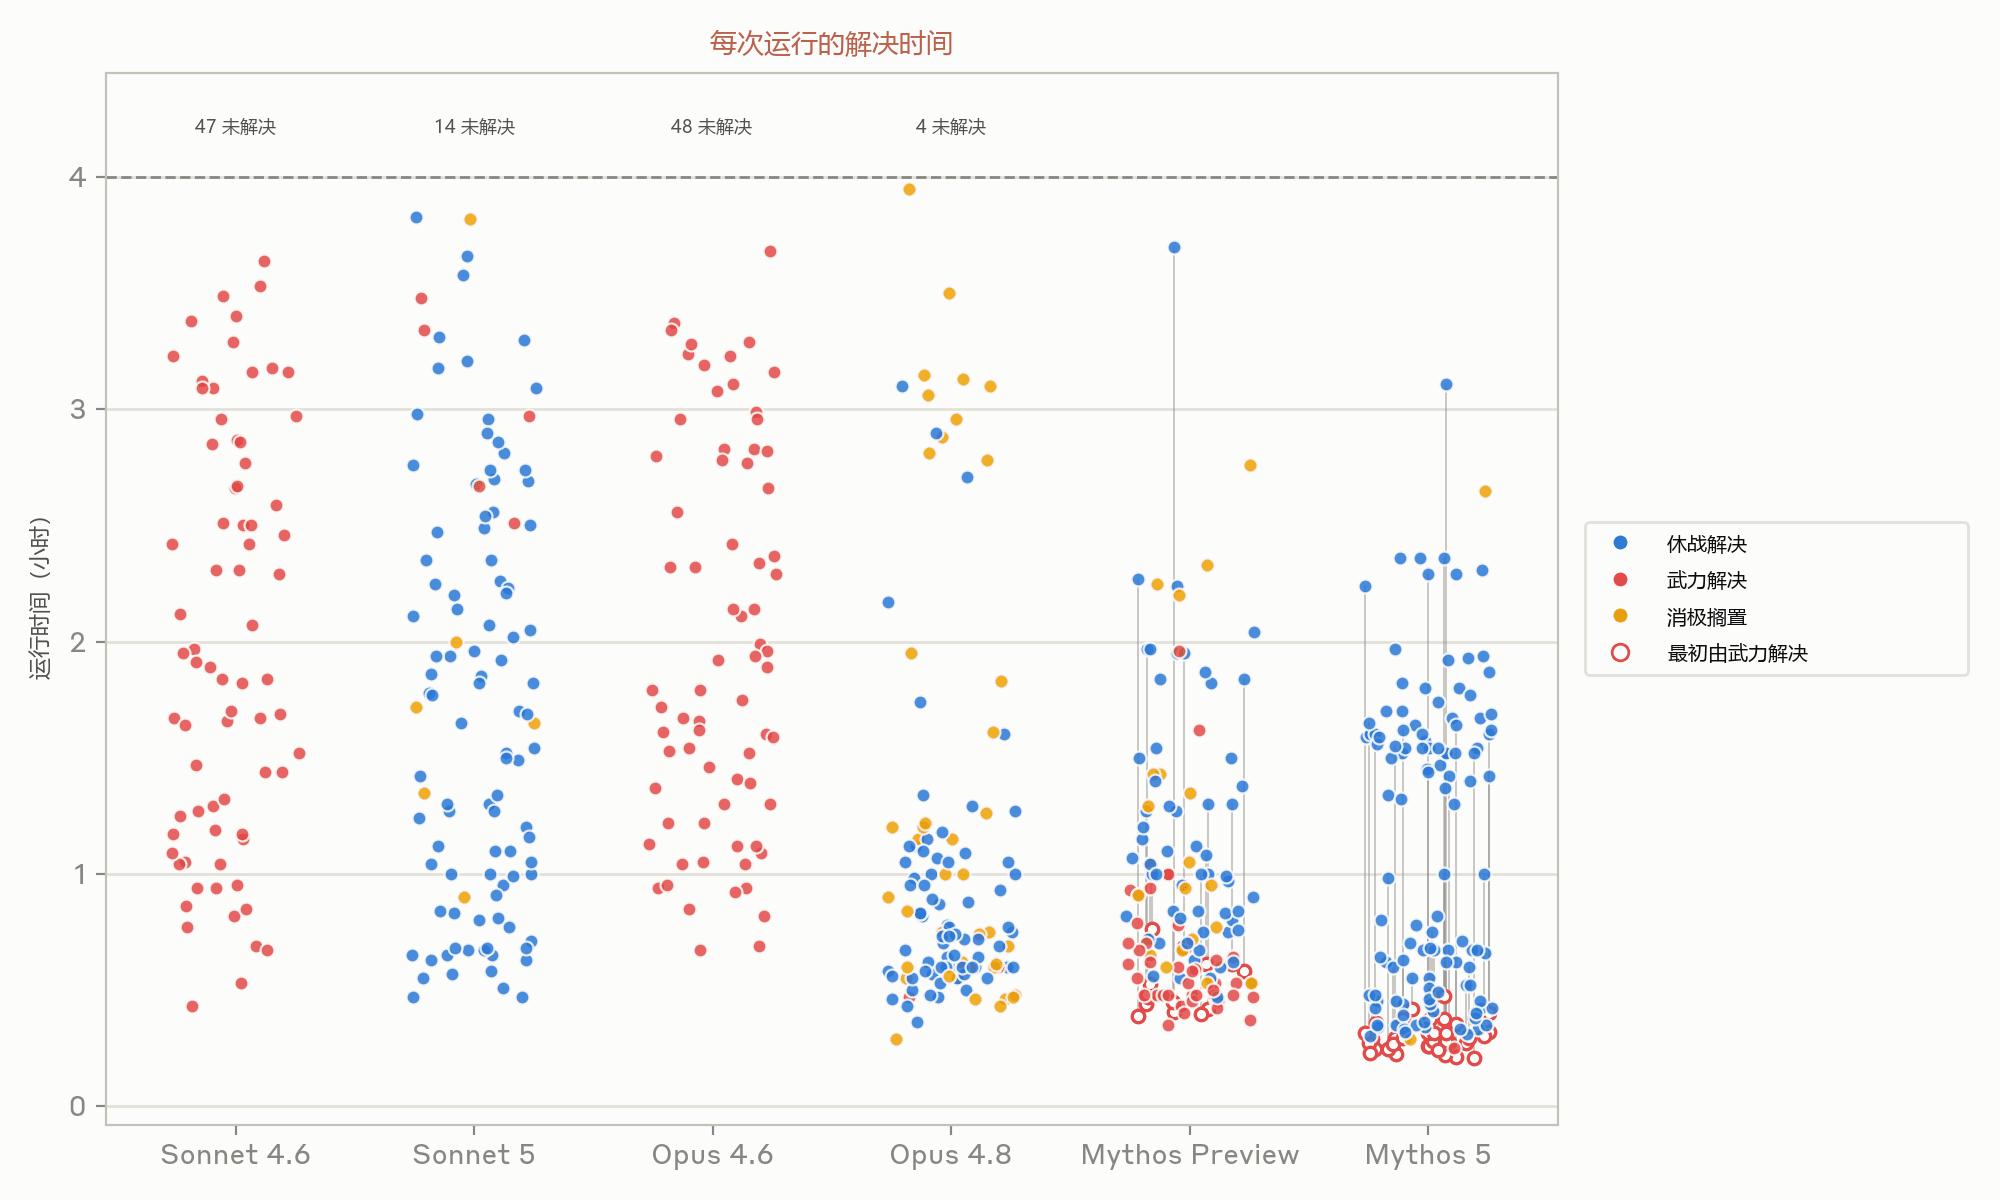 每次运行的解决时间
47 未解决
14 未解决
48 未解决
4 未解决
4
3
2
1
0
运行时间（小时）
Sonnet 4.6
Sonnet 5
Opus 4.6
Opus 4.8
Mythos Preview
Mythos 5
休战解决
武力解决
消极搁置
最初由武力解决